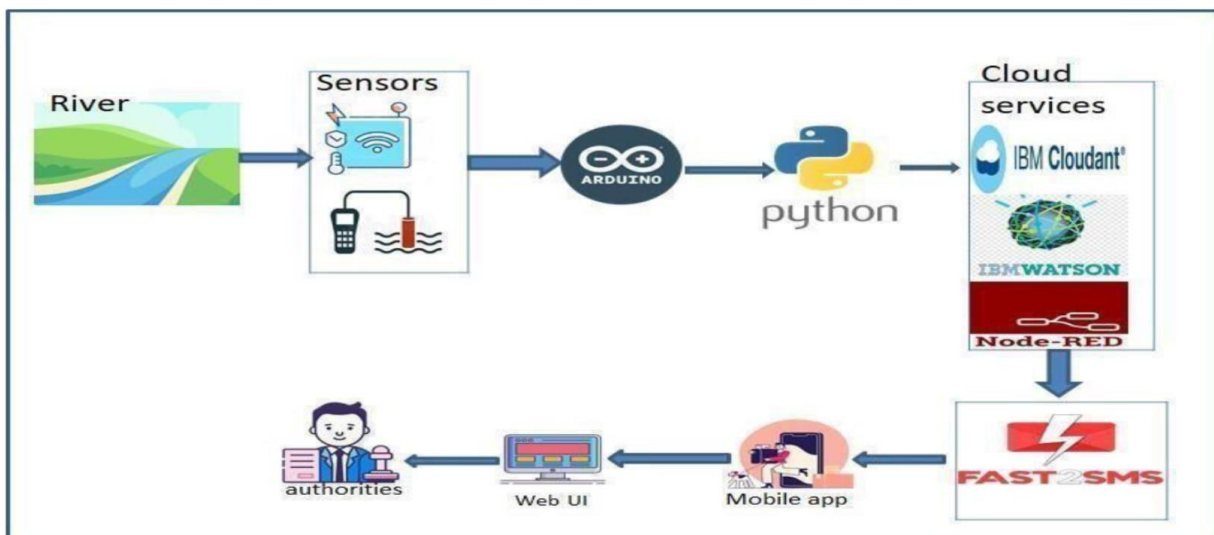 River
Sensors
ARDUINO
python
Cloud
services
IBM Cloudant®
IBMWATSON
Node-RED
FAST2SMS
Mobile app
Web UI
authorities